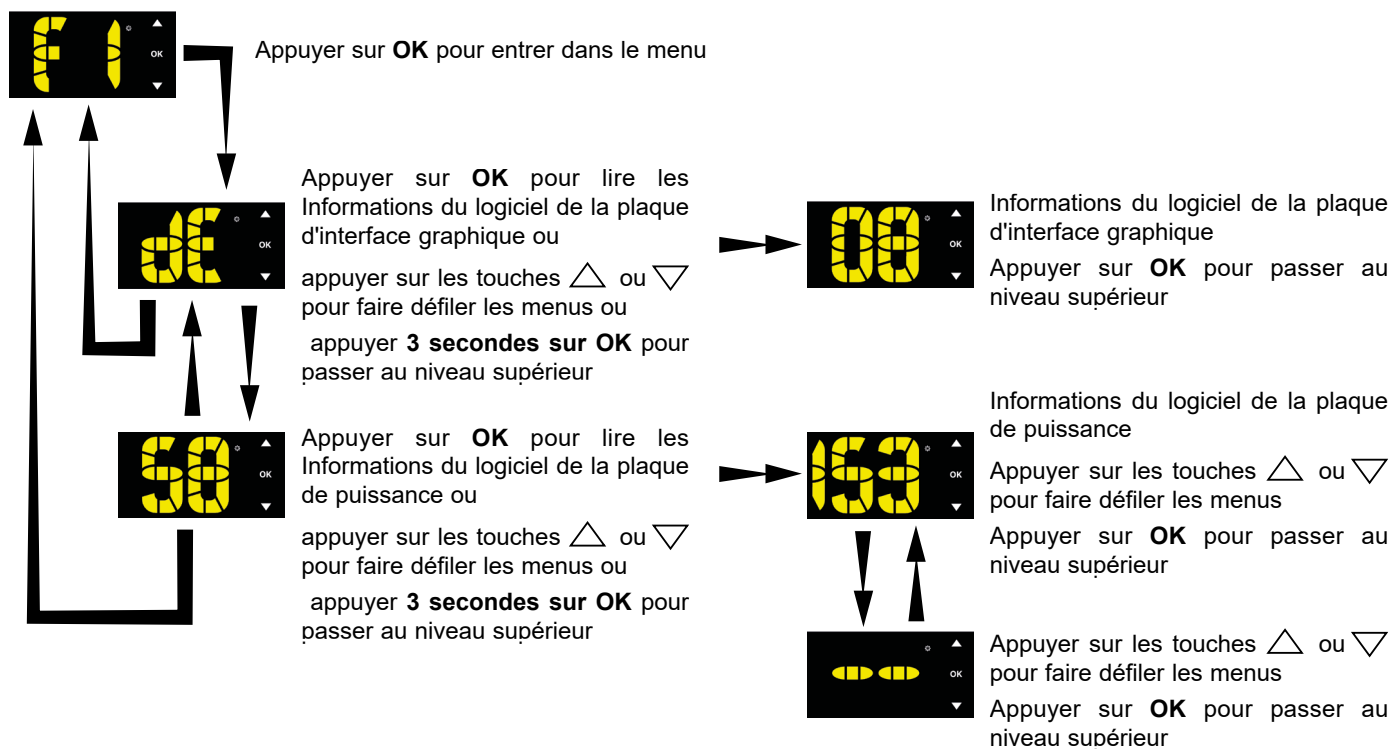 F1
OK
Appuyer sur OK pour entrer dans le menu
dE
OK
Appuyer sur OK pour lire les
Informations du logiciel de la plaque
d'interface graphique ou
appuyer sur les touches △ ou ▽
pour faire défiler les menus ou
appuyer 3 secondes sur OK pour
passer au niveau supérieur
08
OK
Informations du logiciel de la plaque
d'interface graphique
Appuyer sur OK pour passer au
niveau supérieur
58
OK
Appuyer sur OK pour lire les
Informations du logiciel de la plaque
de puissance ou
appuyer sur les touches △ ou ▽
pour faire défiler les menus ou
appuyer 3 secondes sur OK pour
passer au niveau supérieur
153
OK
Informations du logiciel de la plaque
de puissance
Appuyer sur les touches △ ou ▽
pour faire défiler les menus
Appuyer sur OK pour passer au
niveau supérieur
--
OK
Appuyer sur les touches △ ou ▽
pour faire défiler les menus
Appuyer sur OK pour passer au
niveau supérieur